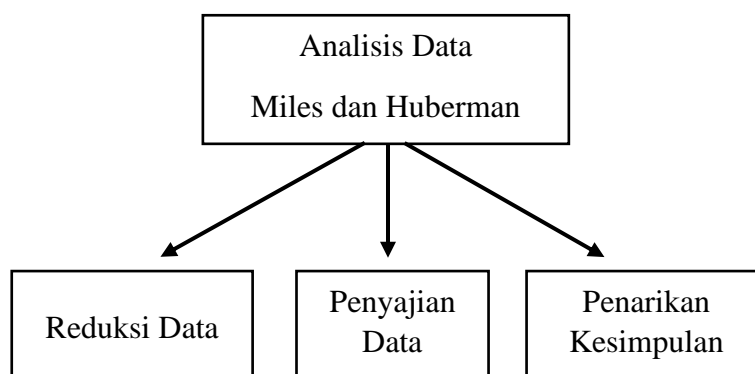 Analisis Data
Miles dan Huberman
Reduksi Data
Penyajian
Data
Penarikan
Kesimpulan